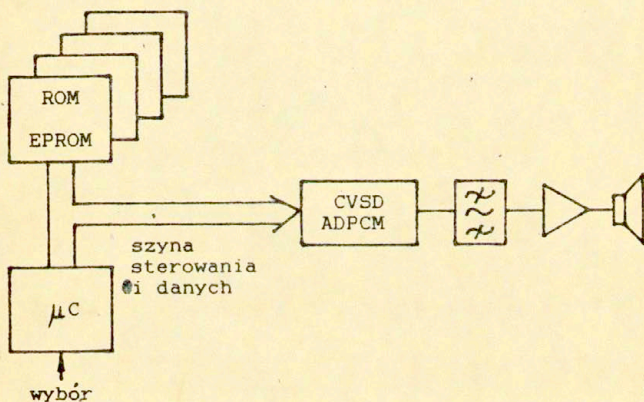 ROM
EPROM
CVSD
ADPCM
szyna
sterowania
i danych
μC
wybór